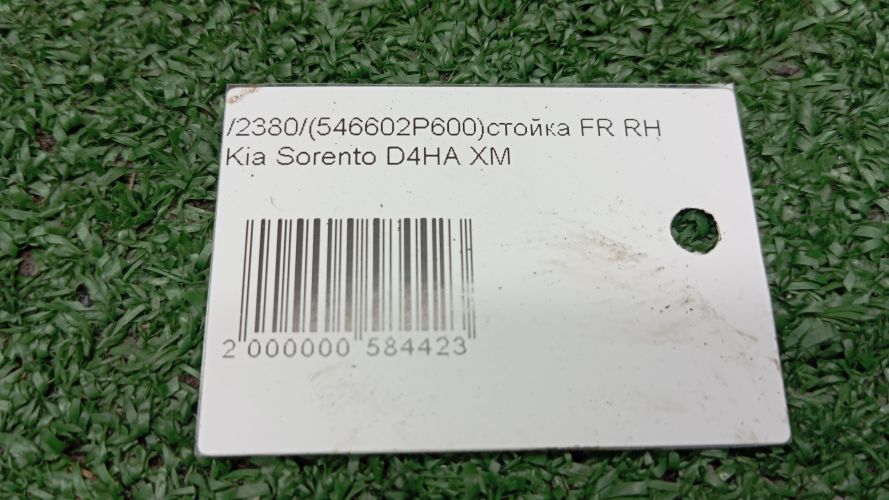 /2380/(546602P600)стойка FR RH
Kia Sorento D4HA XM
2 000000 584423